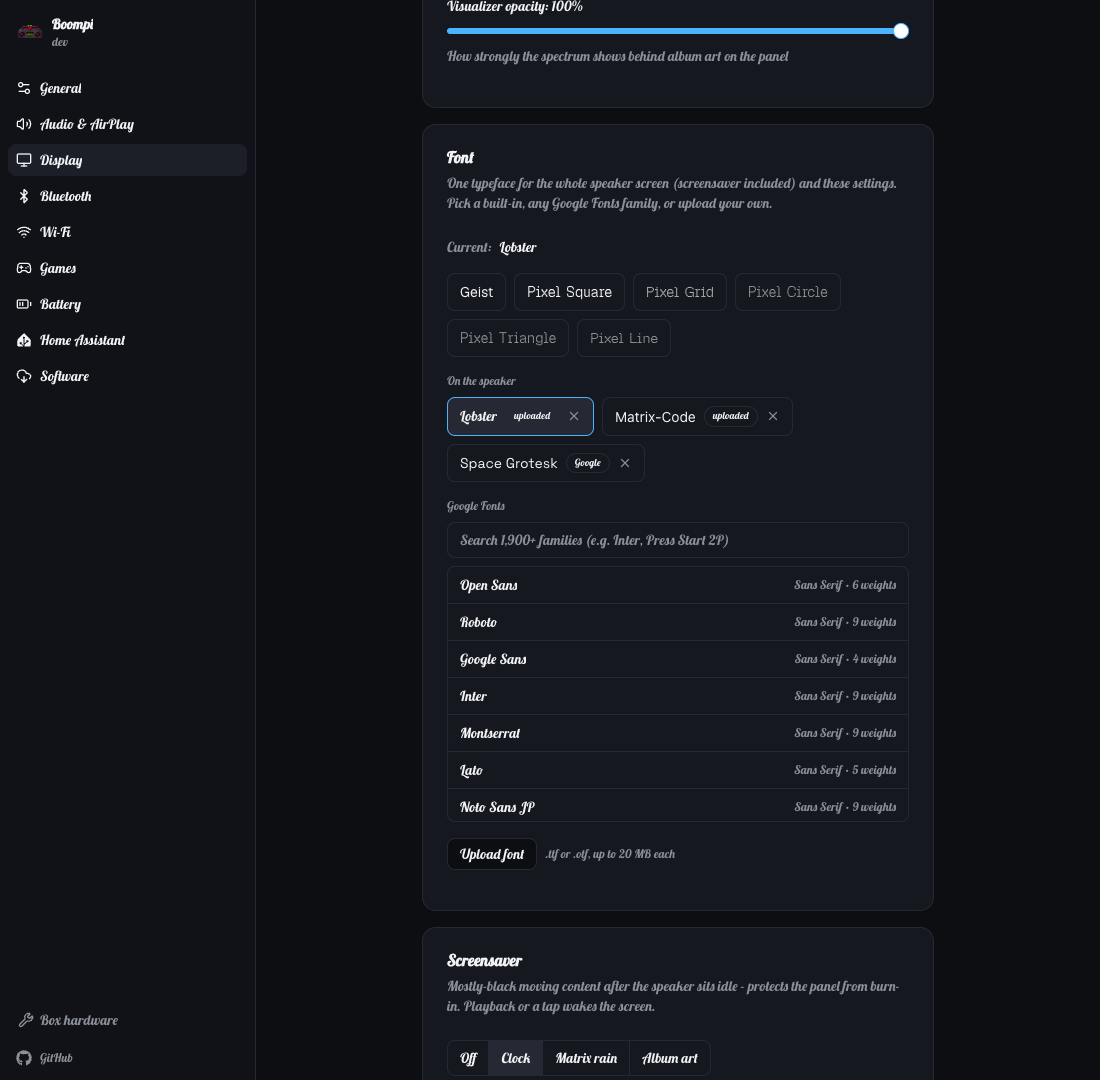 Boompi
dev
General
Audio & AirPlay
Display
Bluetooth
Wi-Fi
Games
Battery
Home Assistant
Software
Box hardware
GitHub
Visualizer opacity: 100%
How strongly the spectrum shows behind album art on the panel
Font
One typeface for the whole speaker screen (screensaver included) and these settings.
Pick a built-in, any Google Fonts family, or upload your own.
Current: Lobster
Geist Pixel Square Pixel Grid Pixel Circle
Pixel Triangle Pixel Line
On the speaker
Lobster uploaded Matrix-Code uploaded
Space Grotesk Google
Google Fonts
Search 1,900+ families (e.g. Inter, Press Start 2P)
Open Sans Sans Serif · 6 weights
Roboto Sans Serif · 9 weights
Google Sans Sans Serif · 4 weights
Inter Sans Serif · 9 weights
Montserrat Sans Serif · 9 weights
Lato Sans Serif · 5 weights
Noto Sans JP Sans Serif · 9 weights
Upload font .ttf or .otf, up to 20 MB each
Screensaver
Mostly-black moving content after the speaker sits idle - protects the panel from burn-
in. Playback or a tap wakes the screen.
Off Clock Matrix rain Album art